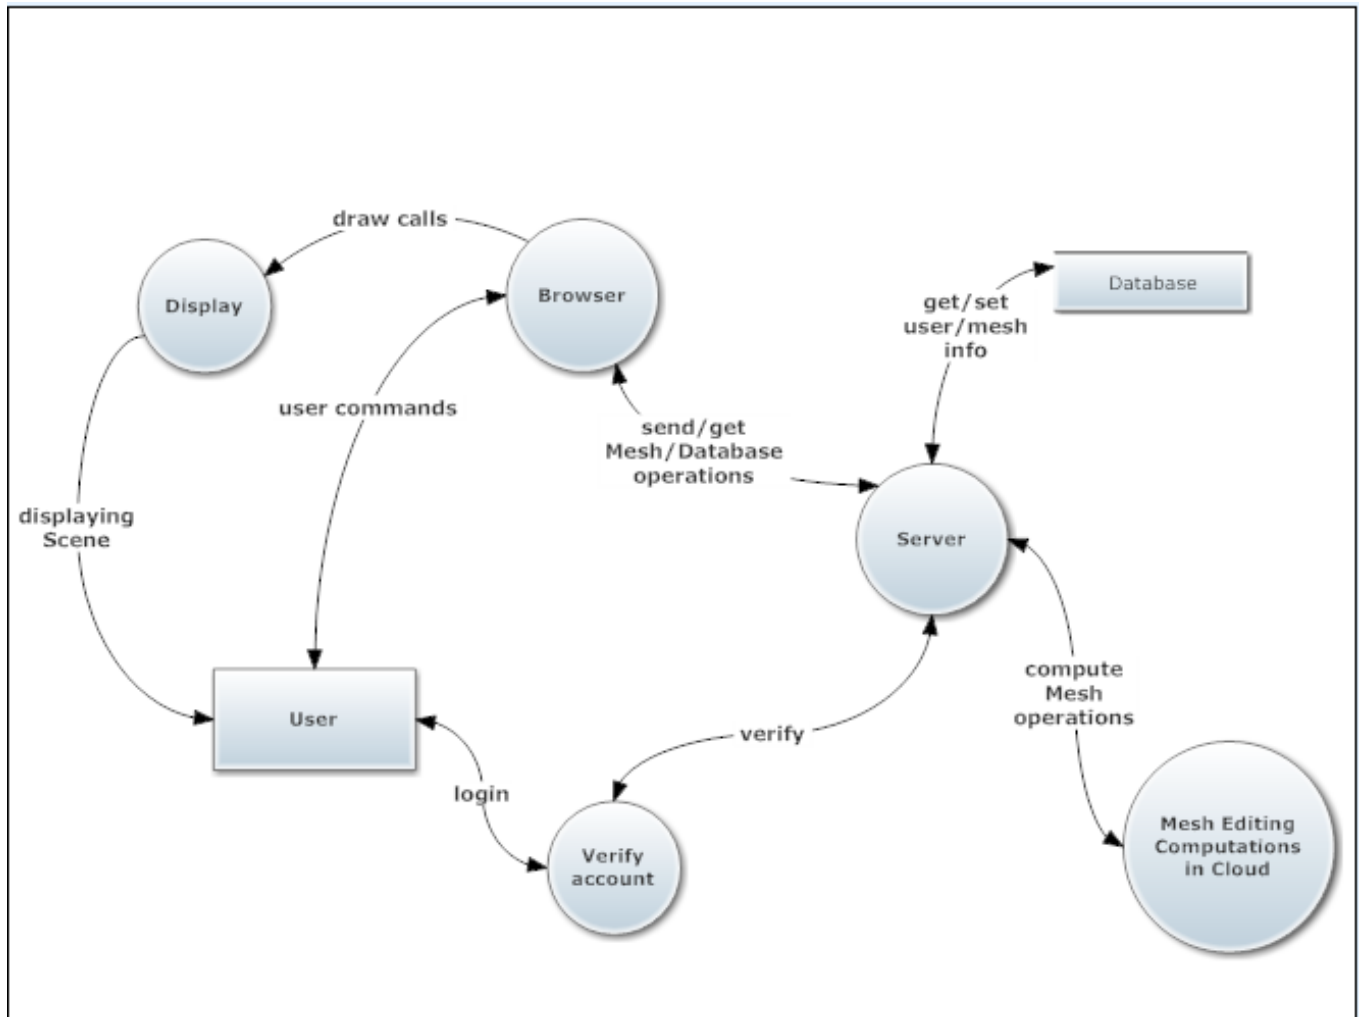 draw calls
Display
Browser
Database
get/set
user/mesh
info
user commands
send/get
Mesh/Database
operations
displaying
Scene
Server
User
compute
Mesh
operations
verify
login
Verify
account
Mesh Editing
Computations
in Cloud